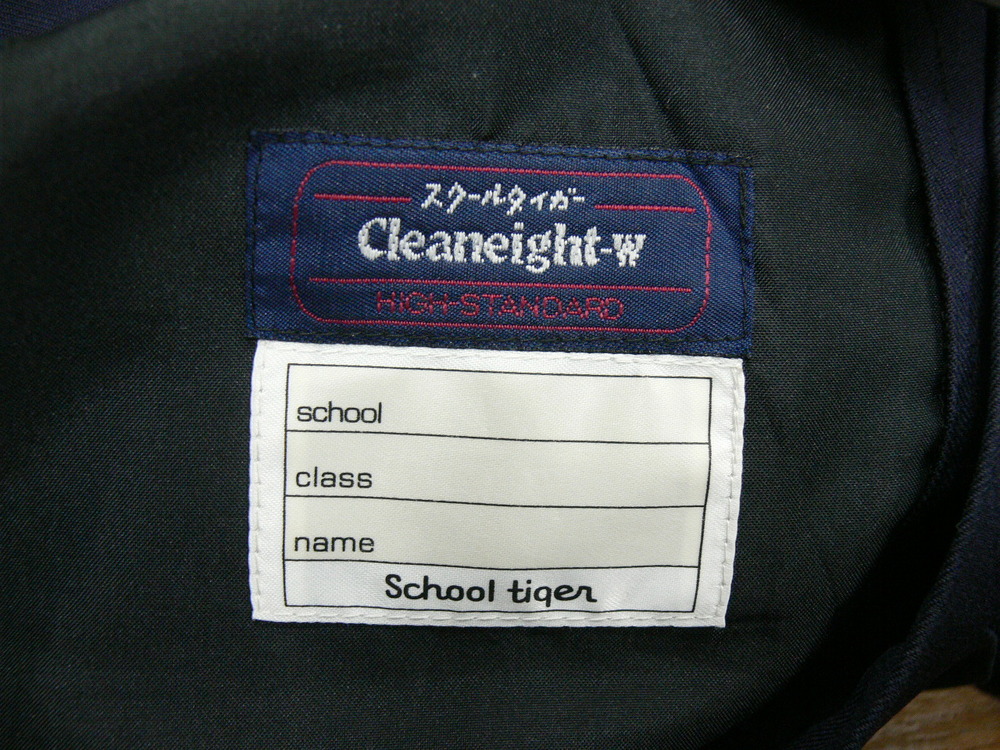 スクールタイガー
Cleaneight-w
HIGH-STANDARD
school
class
name
School tiger